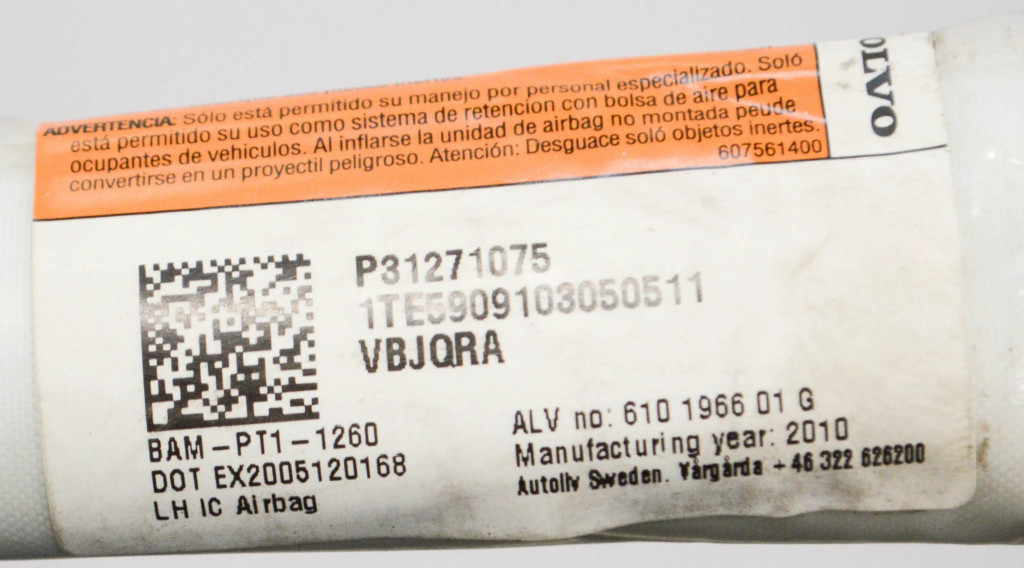 ADVERTENCIA: Sólo está permitido su manejo por personal especializado. Soló
está permitido su uso como sistema de retencion con bolsa de aire para
ocupantes de vehiculos. Al inflarse la unidad de airbag no montada peude
convertirse en un proyectil peligroso. Atención: Desguace soló objetos inertes.
607561400
OLVO
P31271075
1TE5909103050511
VBJQRA
BAM-PT1-1260
DOT EX2005120168
LH IC Airbag
ALV no: 610 1966 01 G
Manufacturing year: 2010
Autoliv Sweden. Vårgårda +46 322 626200